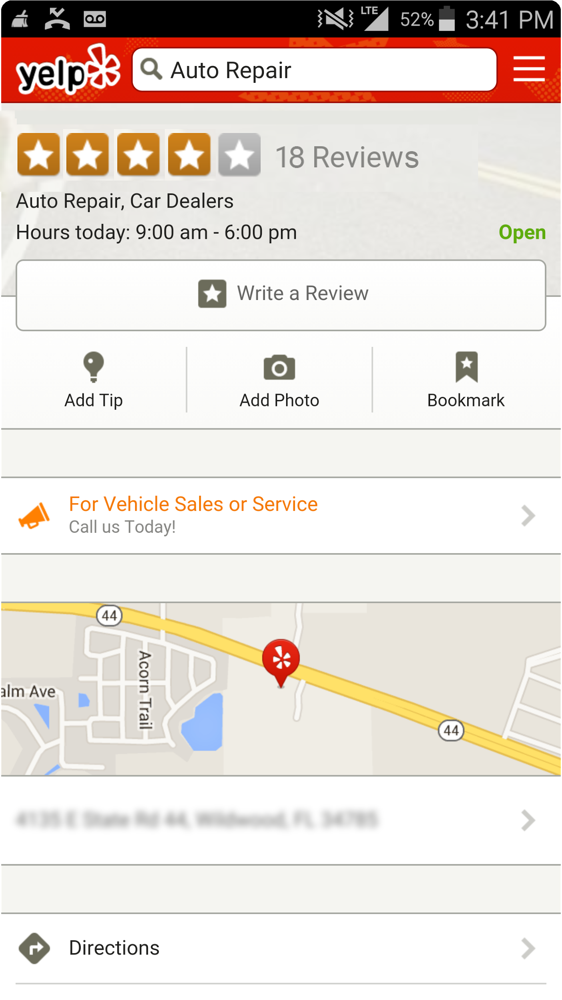 LTE 52% 3:41 PM
yelp Auto Repair
18 Reviews
Auto Repair, Car Dealers
Hours today: 9:00 am - 6:00 pm Open
Write a Review
Add Tip Add Photo Bookmark
For Vehicle Sales or Service
Call us Today!
44
Acorn Trail
alm Ave
44
Directions